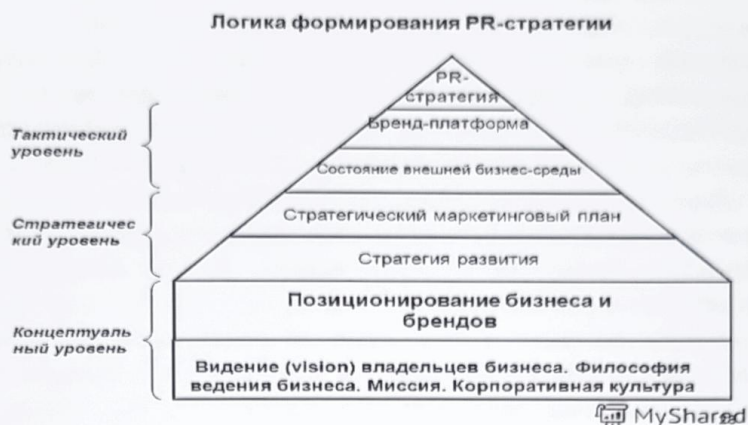 Логика формирования PR-стратегии
PR-
стратегия
Бренд-платформа
Состояние внешней бизнес-среды
Стратегический маркетинговый план
Стратегия развития
Позиционирование бизнеса и
брендов
Видение (vision) владельцев бизнеса. Философия
ведения бизнеса. Миссия. Корпоративная культура
Тактический
уровень
Стратегичес
кий уровень
Концептуаль
ный уровень
MyShared